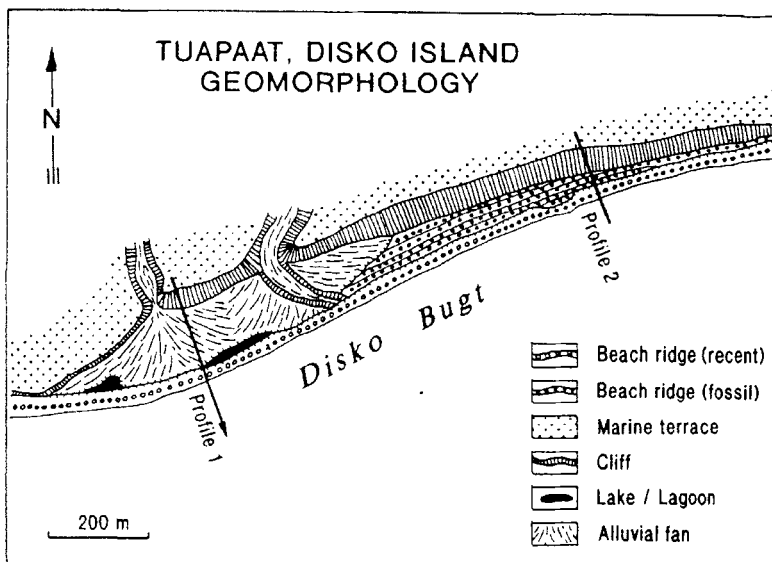 TUAPAAT, DISKO ISLAND
GEOMORPHOLOGY
N
Profile 2
Disko Bugt
Profile 1
Beach ridge (recent)
Beach ridge (fossil)
Marine terrace
Cliff
Lake / Lagoon
Alluvial fan
200 m